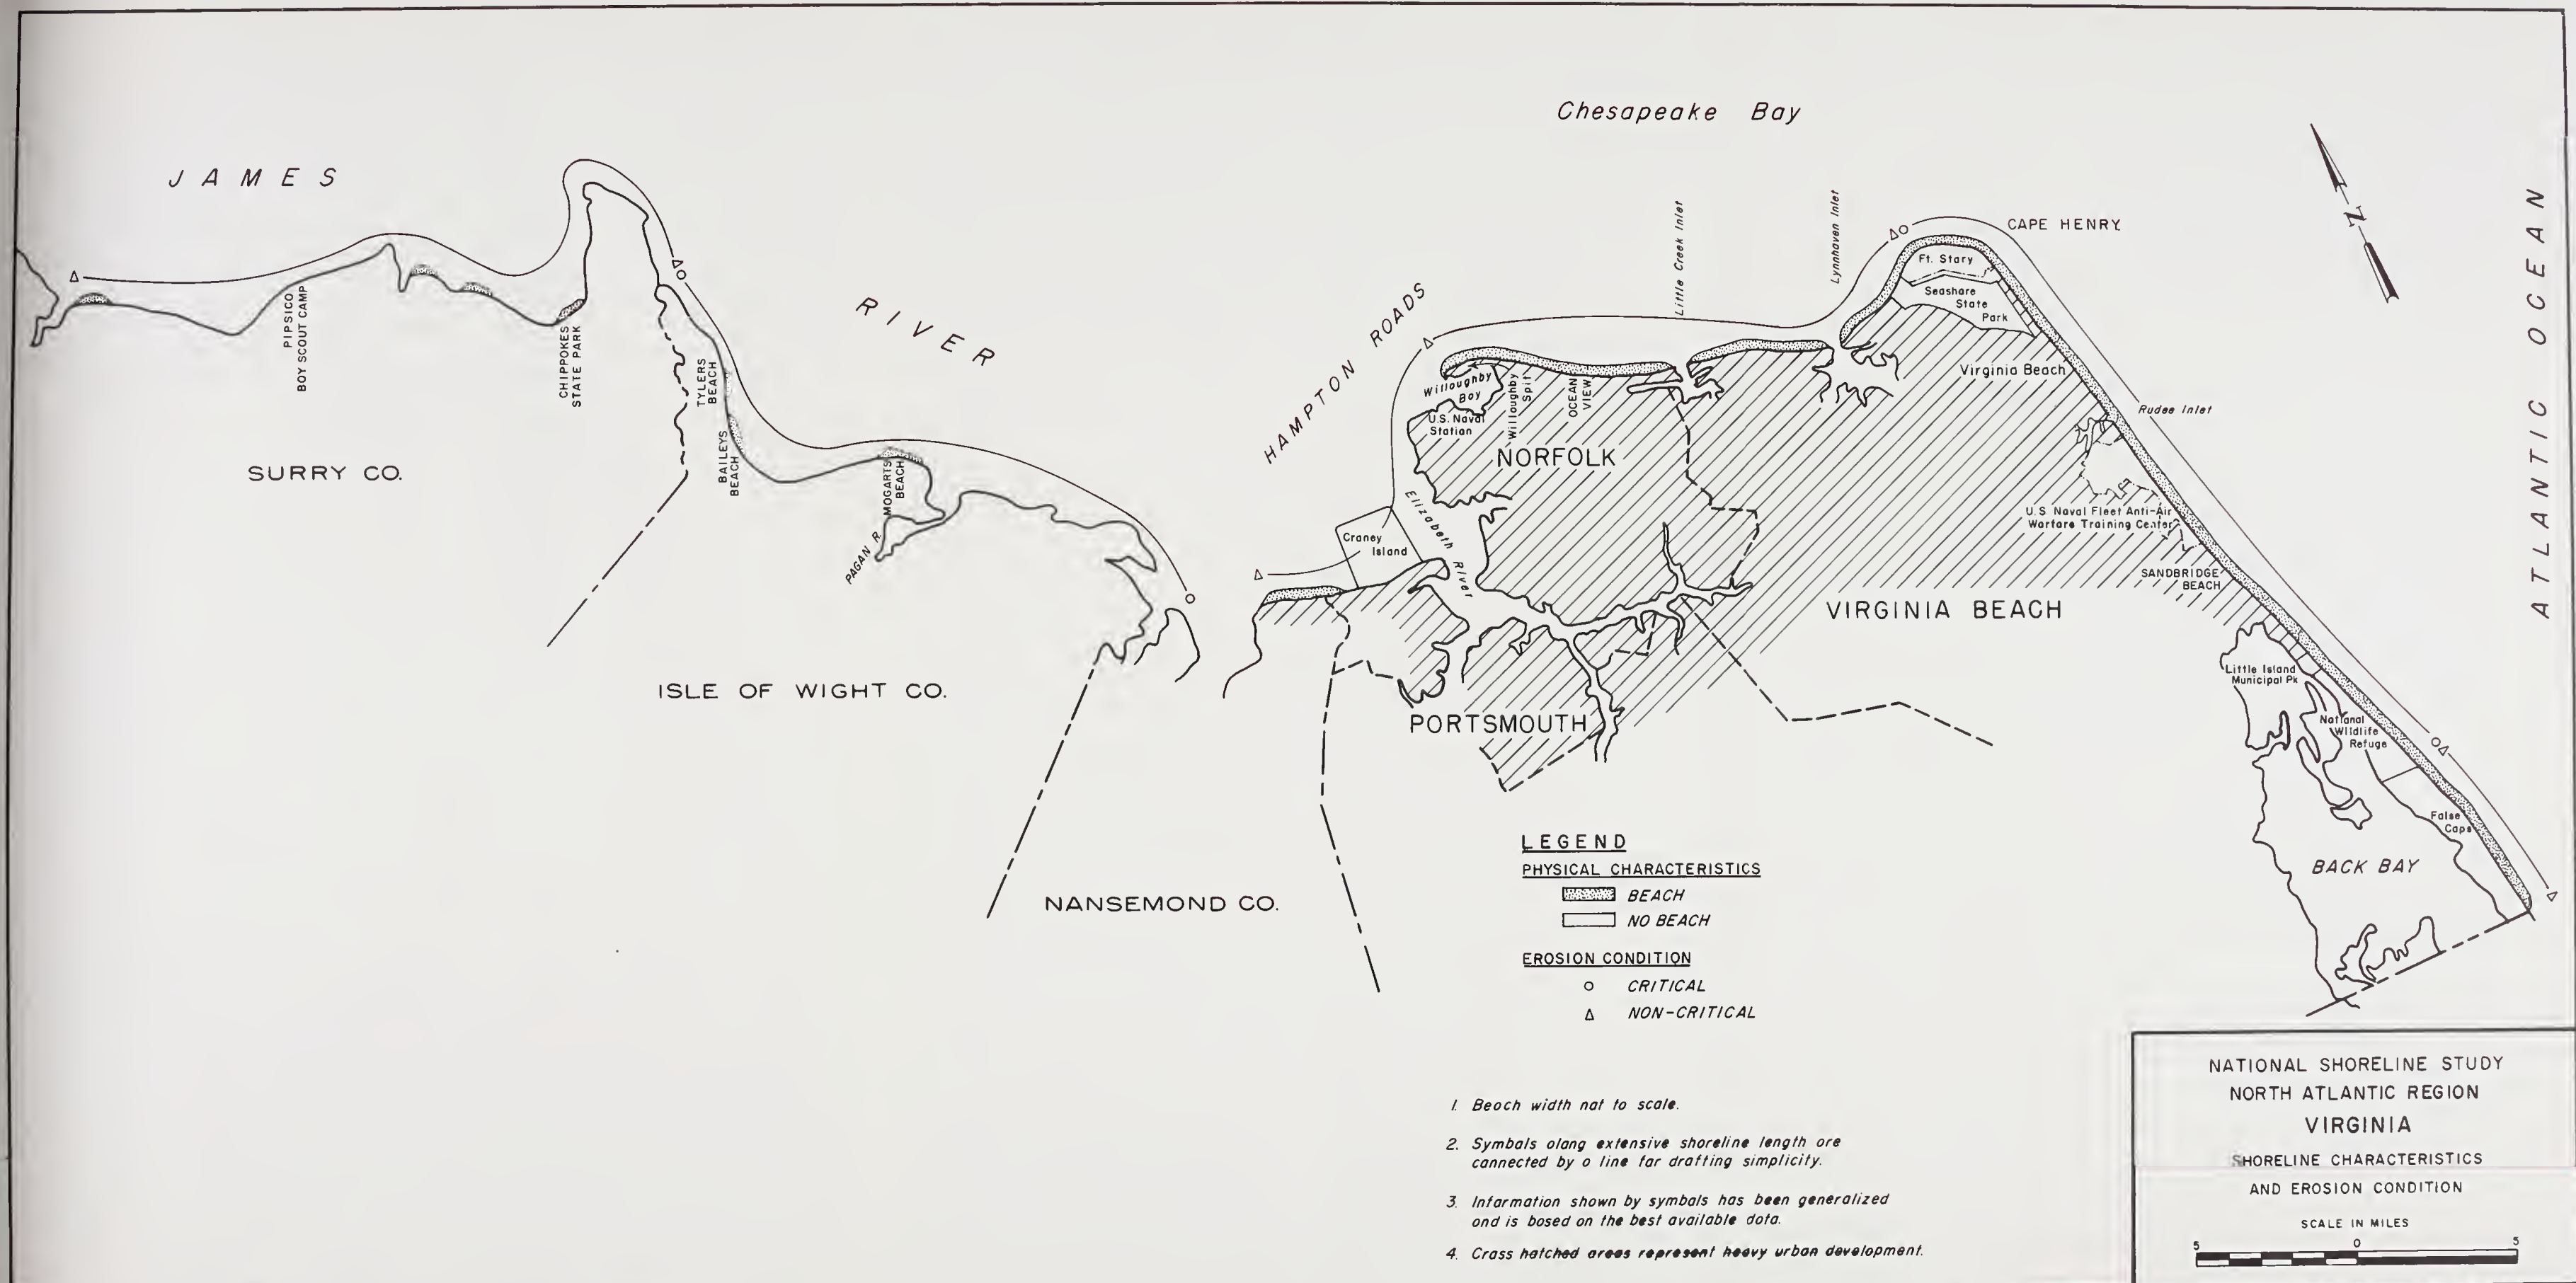 Chesapeake Bay
JAMES
RIVER
HAMPTON ROADS
Little Creek Inlet
Lynnhaven Inlet
CAPE HENRY
N
ATLANTIC OCEAN
Ft. Story
Seashore
State
Park
PIPSICO
BOY SCOUT CAMP
CHIPPOKES
STATE PARK
TYLERS
BEACH
BAILEYS
BEACH
MOGARTS
BEACH
PAGAN R.
Willoughby
Bay
Willoughby
Spit
OCEAN
VIEW
U.S. Naval
Station
Virginia Beach
Rudee Inlet
SURRY CO.
NORFOLK
Elizabeth River
Craney
Island
U.S Naval Fleet Anti-Air
Warfare Training Center
SANDBRIDGE
BEACH
VIRGINIA BEACH
ISLE OF WIGHT CO.
PORTSMOUTH
Little Island
Municipal Pk
National
Wildlife
Refuge
False
Cape
BACK BAY
NANSEMOND CO.
LEGEND
PHYSICAL CHARACTERISTICS
BEACH
NO BEACH
EROSION CONDITION
CRITICAL
NON-CRITICAL
1. Beach width not to scale.
2. Symbols along extensive shoreline length are
connected by a line for drafting simplicity.
3. Information shown by symbols has been generalized
and is based on the best available data.
4. Cross hatched areas represent heavy urban development.
NATIONAL SHORELINE STUDY
NORTH ATLANTIC REGION
VIRGINIA
SHORELINE CHARACTERISTICS
AND EROSION CONDITION
SCALE IN MILES
5 0 5